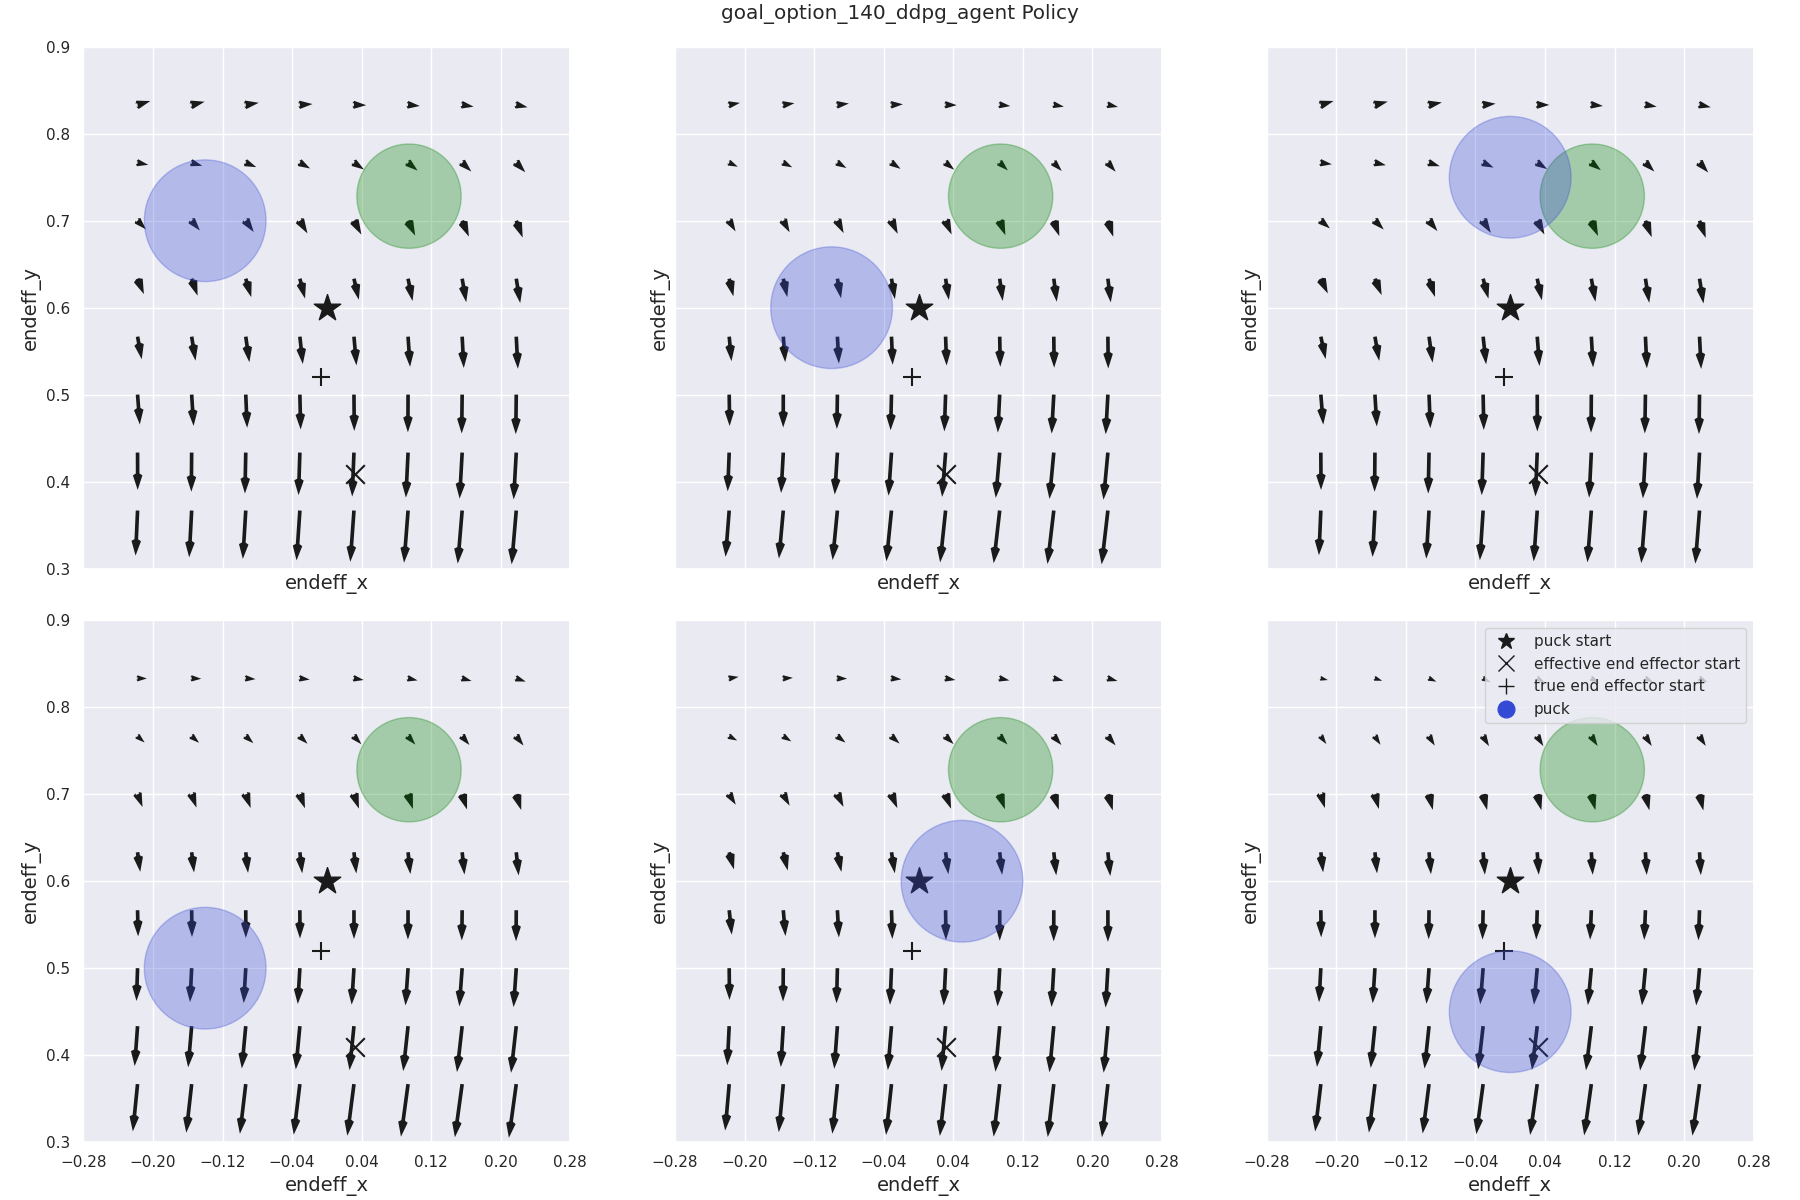 goal_option_140_ddpg_agent Policy
0.9
0.8
0.7
0.6
0.5
0.4
0.3
endeff_y
endeff_x
endeff_y
endeff_x
endeff_y
endeff_x
0.9
0.8
0.7
0.6
0.5
0.4
0.3
endeff_y
−0.28 −0.20 −0.12 −0.04 0.04 0.12 0.20 0.28
endeff_x
endeff_y
−0.28 −0.20 −0.12 −0.04 0.04 0.12 0.20 0.28
endeff_x
puck start
effective end effector start
true end effector start
puck
endeff_y
−0.28 −0.20 −0.12 −0.04 0.04 0.12 0.20 0.28
endeff_x